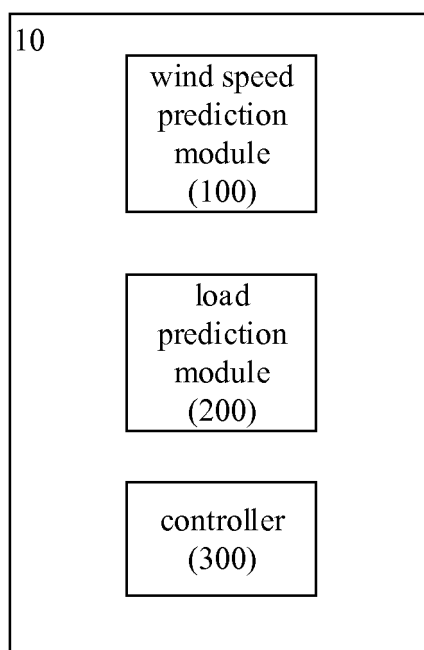 10
wind speed
prediction
module
(100)
load
prediction
module
(200)
controller
(300)